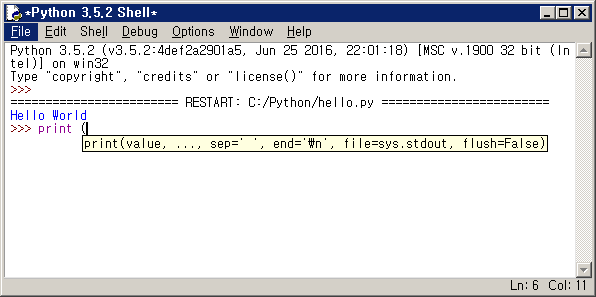 *Python 3.5.2 Shell*
File Edit Shell Debug Options Window Help
Python 3.5.2 (v3.5.2:4def2a2901a5, Jun 25 2016, 22:01:18) [MSC v.1900 32 bit (In
tel)] on win32
Type "copyright", "credits" or "license()" for more information.
>>>
======================= RESTART: C:/Python/hello.py =======================
Hello World
>>> print (
print(value, ..., sep=' ', end='₩n', file=sys.stdout, flush=False)
Ln: 6 Col: 11